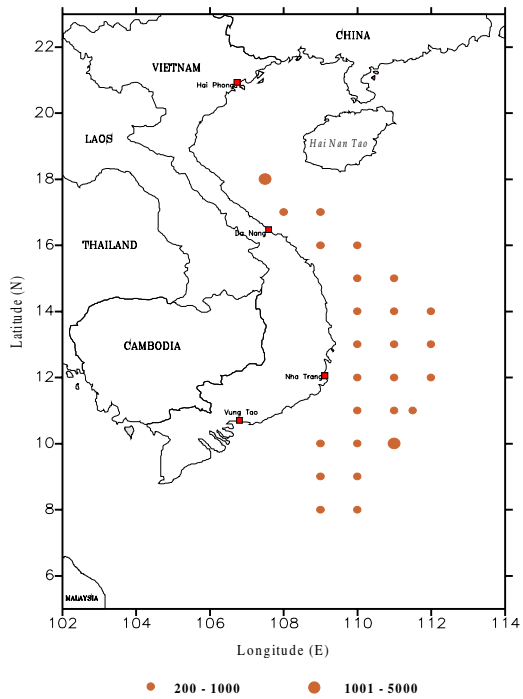 22
20
18
16
14
12
10
8
6
Latitude (N)
CHINA
VIETNAM
Hai Phong
LAOS
Hai Nan Tao
Da Nang
THAILAND
CAMBODIA
Nha Trang
Vung Tao
MALAYSIA
102 104 106 108 110 112 114
Longitude (E)
200 - 1000 1001 - 5000